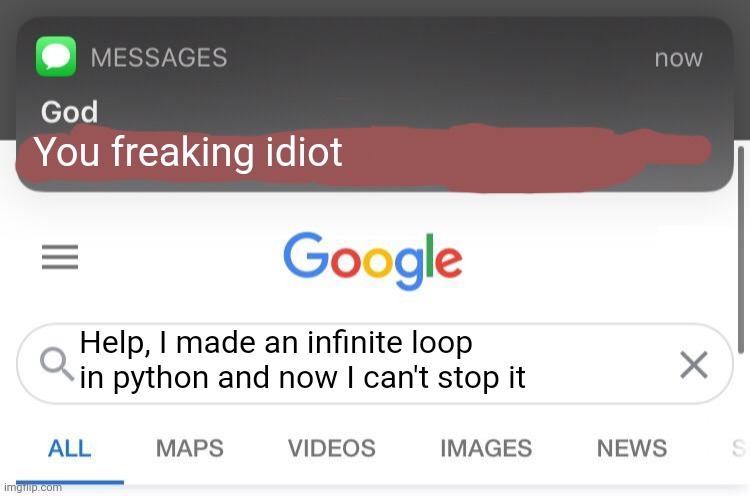 MESSAGES now
God
You freaking idiot
Google
Help, I made an infinite loop
in python and now I can't stop it
ALL MAPS VIDEOS IMAGES NEWS S
imgflip.com